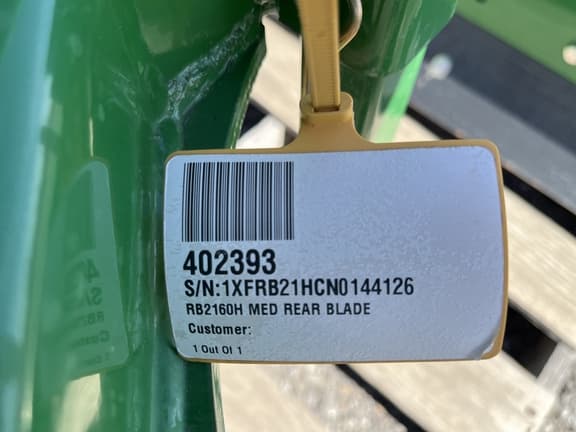 402393
S/N:1XFRB21HCN0144126
RB2160H MED REAR BLADE
Customer:
1 Out Of 1